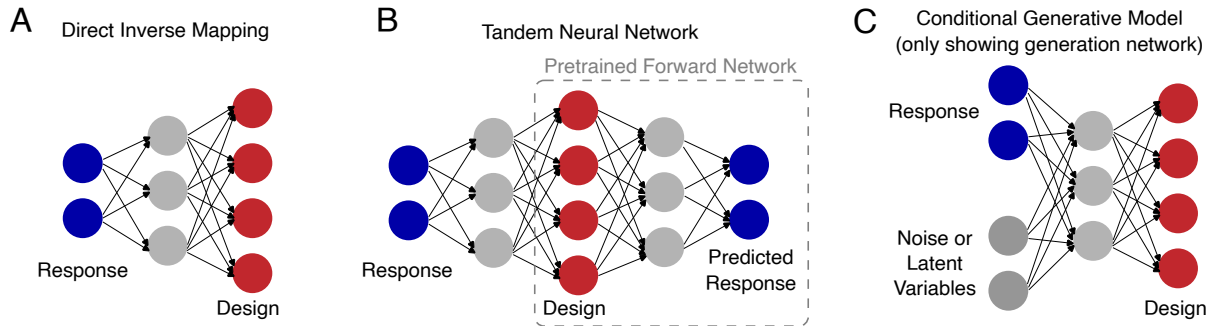 A
Direct Inverse Mapping
Response
Design
B
Tandem Neural Network
Pretrained Forward Network
Response
Design
Predicted
Response
C
Conditional Generative Model
(only showing generation network)
Response
Noise or
Latent
Variables
Design